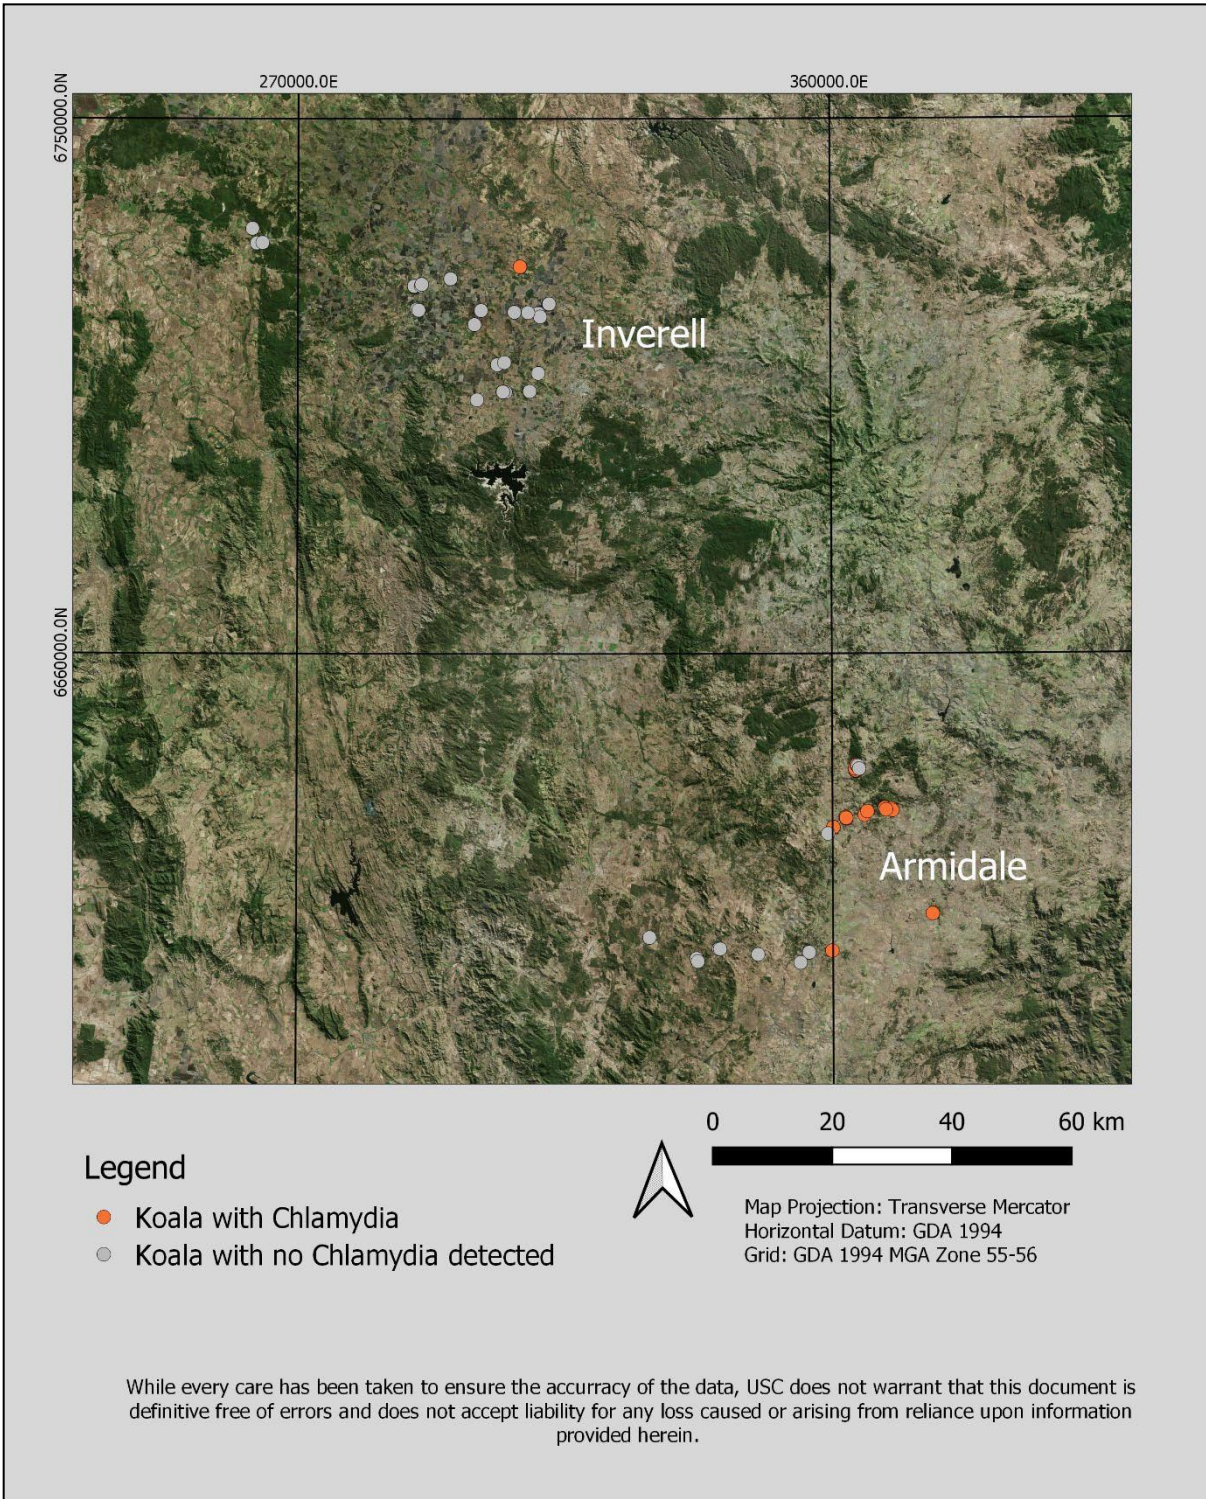 270000.0E 360000.0E
6750000.0N
Inverell
6660000.0N
Armidale
0 20 40 60 km
Legend
Koala with Chlamydia
Koala with no Chlamydia detected
Map Projection: Transverse Mercator
Horizontal Datum: GDA 1994
Grid: GDA 1994 MGA Zone 55-56
While every care has been taken to ensure the accurracy of the data, USC does not warrant that this document is
definitive free of errors and does not accept liability for any loss caused or arising from reliance upon information
provided herein.